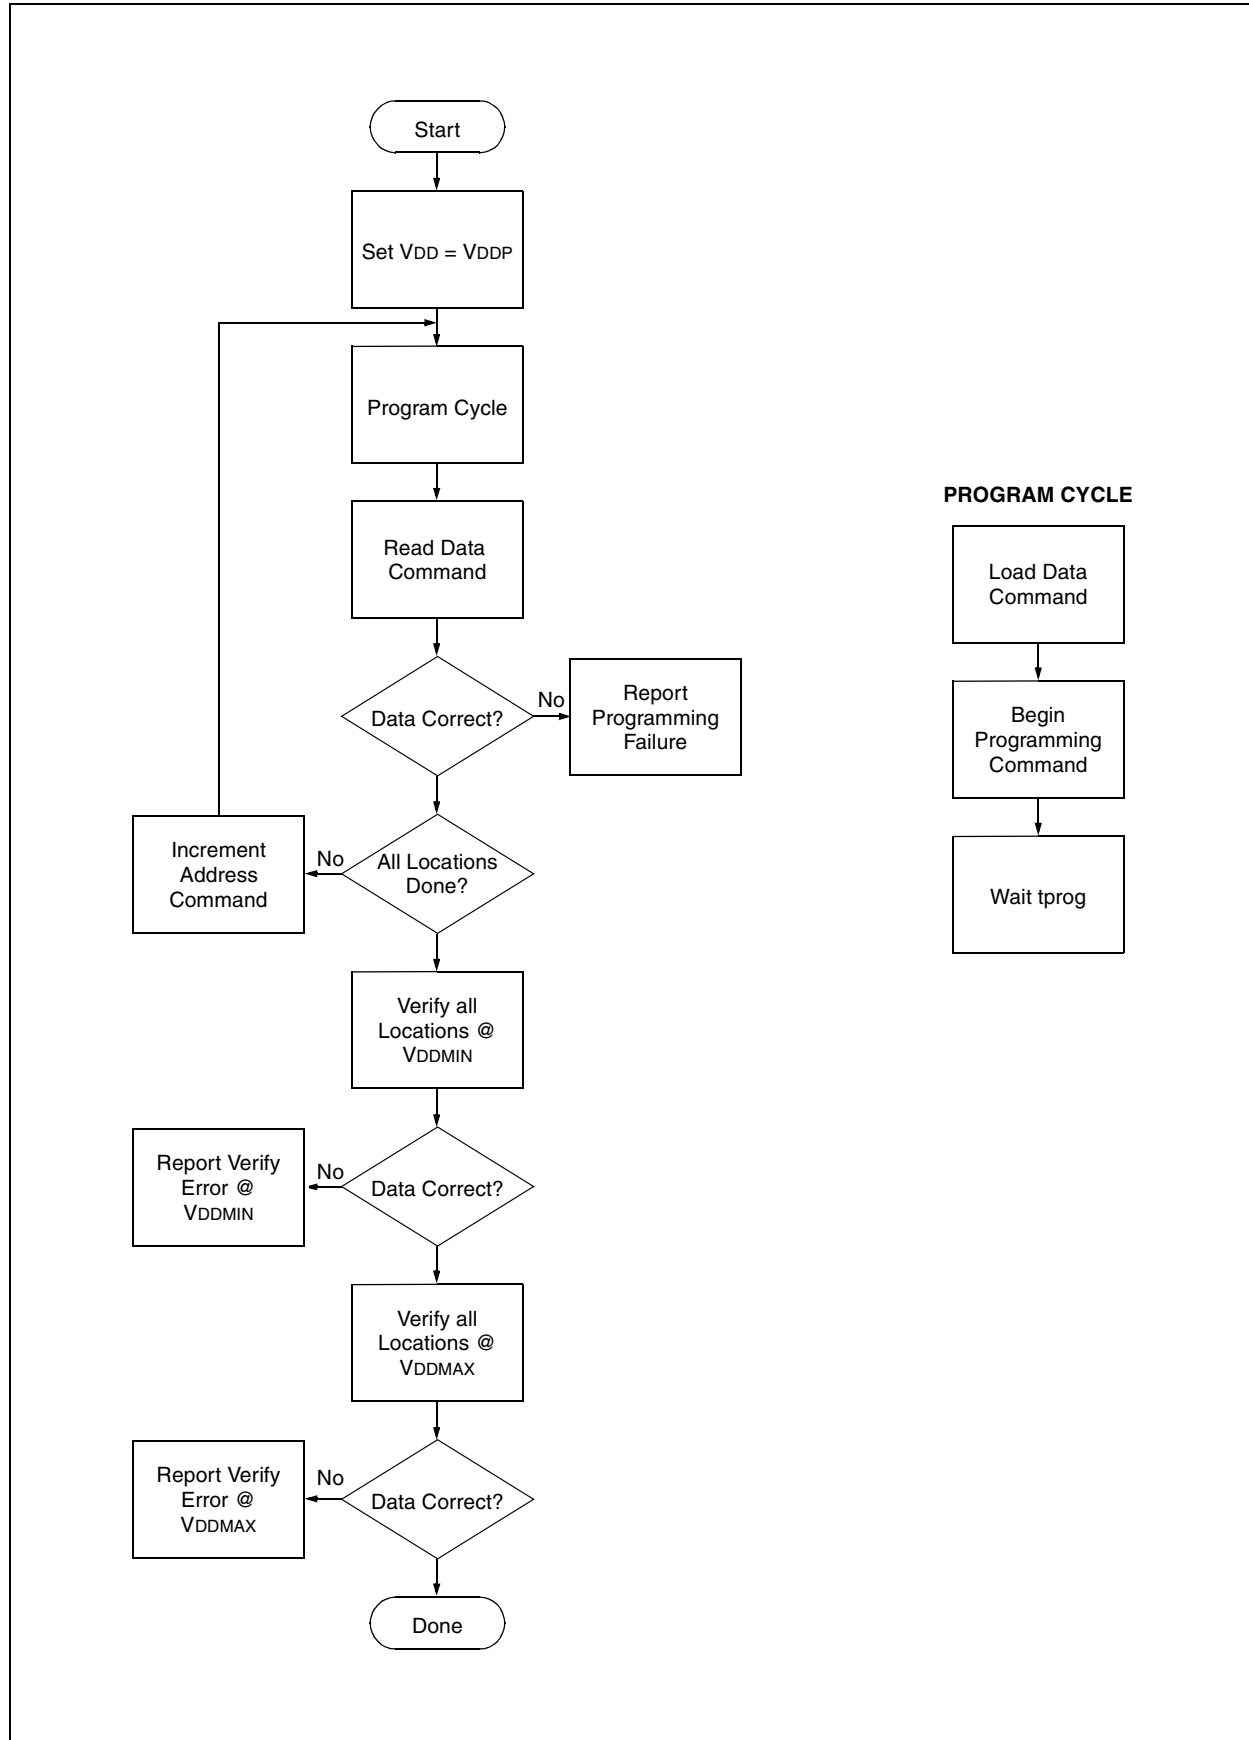 Start
Set VDD = VDDP
Program Cycle
Read Data
Command
Data Correct?
No
Report
Programming
Failure
All Locations
Done?
No
Increment
Address
Command
Verify all
Locations @
VDDMIN
Data Correct?
No
Report Verify
Error @
VDDMIN
Verify all
Locations @
VDDMAX
Data Correct?
No
Report Verify
Error @
VDDMAX
Done
PROGRAM CYCLE
Load Data
Command
Begin
Programming
Command
Wait tprog